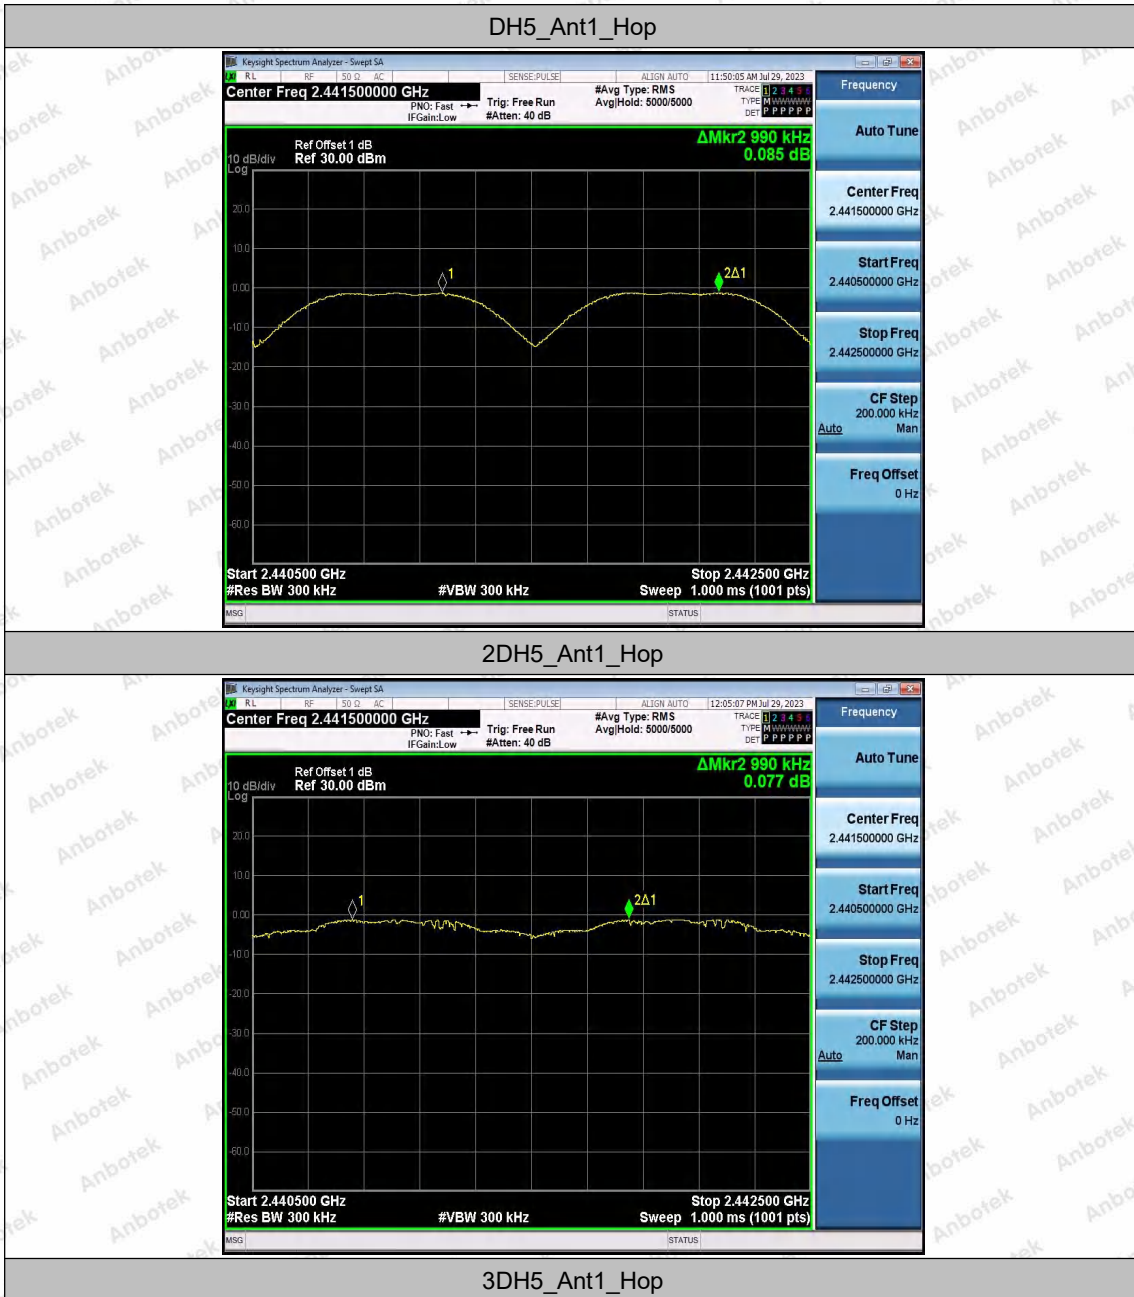 DH5_Ant1_Hop
Keysight Spectrum Analyzer - Swept SA
RL RF 50 Ω AC SENSE:PULSE ALIGN AUTO 11:50:05 AM Jul 29, 2023
Center Freq 2.441500000 GHz
PNO: Fast
IFGain:Low
Trig: Free Run
#Atten: 40 dB
#Avg Type: RMS
Avg|Hold: 5000/5000
TRACE 1 2 3 4 5 6
TYPE M WWWWW
DET P P P P P P
Frequency
Auto Tune
Center Freq
2.441500000 GHz
Start Freq
2.440500000 GHz
Stop Freq
2.442500000 GHz
CF Step
200.000 kHz
Auto Man
Freq Offset
0 Hz
ΔMkr2 990 kHz
0.085 dB
Ref Offset 1 dB
10 dB/div Ref 30.00 dBm
Log
20.0
10.0
0.00
-10.0
-20.0
-30.0
-40.0
-50.0
-60.0
1
2Δ1
Start 2.440500 GHz Stop 2.442500 GHz
#Res BW 300 kHz #VBW 300 kHz Sweep 1.000 ms (1001 pts)
MSG STATUS
2DH5_Ant1_Hop
Keysight Spectrum Analyzer - Swept SA
RL RF 50 Ω AC SENSE:PULSE ALIGN AUTO 12:05:07 PM Jul 29, 2023
Center Freq 2.441500000 GHz
PNO: Fast
IFGain:Low
Trig: Free Run
#Atten: 40 dB
#Avg Type: RMS
Avg|Hold: 5000/5000
TRACE 1 2 3 4 5 6
TYPE M WWWWW
DET P P P P P P
Frequency
Auto Tune
Center Freq
2.441500000 GHz
Start Freq
2.440500000 GHz
Stop Freq
2.442500000 GHz
CF Step
200.000 kHz
Auto Man
Freq Offset
0 Hz
ΔMkr2 990 kHz
0.077 dB
Ref Offset 1 dB
10 dB/div Ref 30.00 dBm
Log
20.0
10.0
0.00
-10.0
-20.0
-30.0
-40.0
-50.0
-60.0
1
2Δ1
Start 2.440500 GHz Stop 2.442500 GHz
#Res BW 300 kHz #VBW 300 kHz Sweep 1.000 ms (1001 pts)
MSG STATUS
3DH5_Ant1_Hop
Anbotek